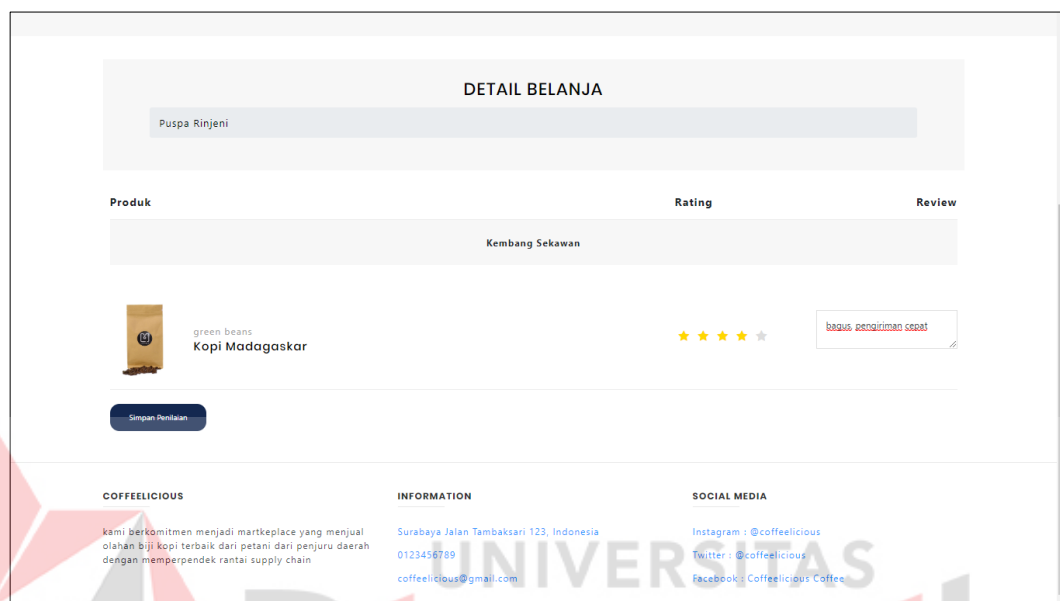 DETAIL BELANJA
Puspa Rinjeni
Produk Rating Review
Kembang Sekawan
green beans
Kopi Madagaskar
bagus, pengiriman cepat
Simpan Penilaian
COFFEELICIOUS
kami berkomitmen menjadi martkeplace yang menjual
olahan biji kopi terbaik dari petani dari penjuru daerah
dengan memperpendek rantai supply chain
INFORMATION
Surabaya Jalan Tambaksari 123, Indonesia
0123456789
coffeelicious@gmail.com
SOCIAL MEDIA
Instagram : @coffeelicious
Twitter : @coffeelicious
Facebook : Coffeelicious Coffee
UNIVERSITAS